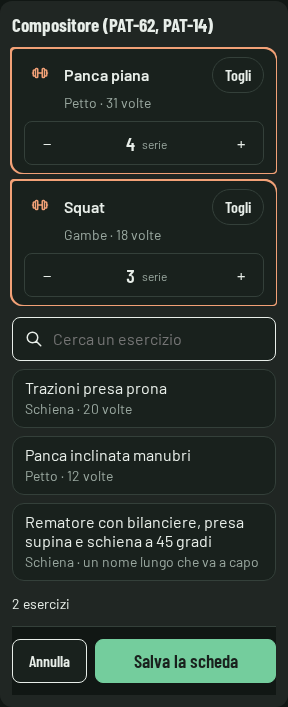 Compositore (PAT-62, PAT-14)
Panca piana
Togli
Petto · 31 volte
− 4 serie +
Squat
Togli
Gambe · 18 volte
− 3 serie +
Cerca un esercizio
Trazioni presa prona
Schiena · 20 volte
Panca inclinata manubri
Petto · 12 volte
Rematore con bilanciere, presa
supina e schiena a 45 gradi
Schiena · un nome lungo che va a capo
2 esercizi
Annulla
Salva la scheda